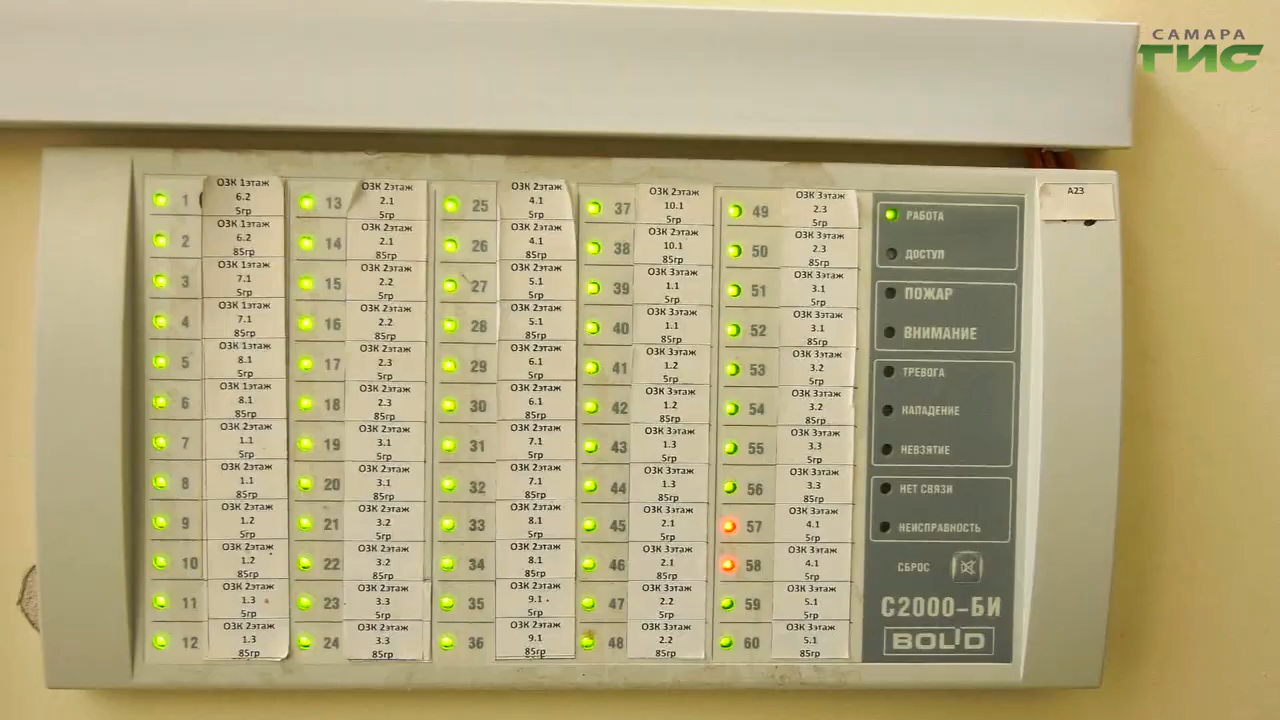 САМАРА
ГИС
А23
1
ОЗК 1этаж
6.2
5гр
2
ОЗК 1этаж
6.2
85гр
3
ОЗК 1этаж
7.1
5гр
4
ОЗК 1этаж
7.1
85гр
5
ОЗК 1этаж
8.1
5гр
6
ОЗК 1этаж
8.1
85гр
7
ОЗК 2этаж
1.1
5гр
8
ОЗК 2этаж
1.1
85гр
9
ОЗК 2этаж
1.2
5гр
10
ОЗК 2этаж
1.2
85гр
11
ОЗК 2этаж
1.3
5гр
12
ОЗК 2этаж
1.3
85гр
13
ОЗК 2этаж
2.1
5гр
14
ОЗК 2этаж
2.1
85гр
15
ОЗК 2этаж
2.2
5гр
16
ОЗК 2этаж
2.2
85гр
17
ОЗК 2этаж
2.3
5гр
18
ОЗК 2этаж
2.3
85гр
19
ОЗК 2этаж
3.1
5гр
20
ОЗК 2этаж
3.1
85гр
21
ОЗК 2этаж
3.2
5гр
22
ОЗК 2этаж
3.2
85гр
23
ОЗК 2этаж
3.3
5гр
24
ОЗК 2этаж
3.3
85гр
25
ОЗК 2этаж
4.1
5гр
26
ОЗК 2этаж
4.1
85гр
27
ОЗК 2этаж
5.1
5гр
28
ОЗК 2этаж
5.1
85гр
29
ОЗК 2этаж
6.1
5гр
30
ОЗК 2этаж
6.1
85гр
31
ОЗК 2этаж
7.1
5гр
32
ОЗК 2этаж
7.1
85гр
33
ОЗК 2этаж
8.1
5гр
34
ОЗК 2этаж
8.1
85гр
35
ОЗК 2этаж
9.1
5гр
36
ОЗК 2этаж
9.1
85гр
37
ОЗК 2этаж
10.1
5гр
38
ОЗК 2этаж
10.1
85гр
39
ОЗК 3этаж
1.1
5гр
40
ОЗК 3этаж
1.1
85гр
41
ОЗК 3этаж
1.2
5гр
42
ОЗК 3этаж
1.2
85гр
43
ОЗК 3этаж
1.3
5гр
44
ОЗК 3этаж
1.3
85гр
45
ОЗК 3этаж
2.1
5гр
46
ОЗК 3этаж
2.1
85гр
47
ОЗК 3этаж
2.2
5гр
48
ОЗК 3этаж
2.2
85гр
49
ОЗК 3этаж
2.3
5гр
50
ОЗК 3этаж
2.3
85гр
51
ОЗК 3этаж
3.1
5гр
52
ОЗК 3этаж
3.1
85гр
53
ОЗК 3этаж
3.2
5гр
54
ОЗК 3этаж
3.2
85гр
55
ОЗК 3этаж
3.3
5гр
56
ОЗК 3этаж
3.3
85гр
57
ОЗК 3этаж
4.1
5гр
58
ОЗК 3этаж
4.1
5гр
59
ОЗК 3этаж
5.1
5гр
60
ОЗК 3этаж
5.1
85гр
РАБОТА
ДОСТУП
ПОЖАР
ВНИМАНИЕ
ТРЕВОГА
НАПАДЕНИЕ
НЕВЗЯТИЕ
НЕТ СВЯЗИ
НЕИСПРАВНОСТЬ
СБРОС
С2000-БИ
BOLID